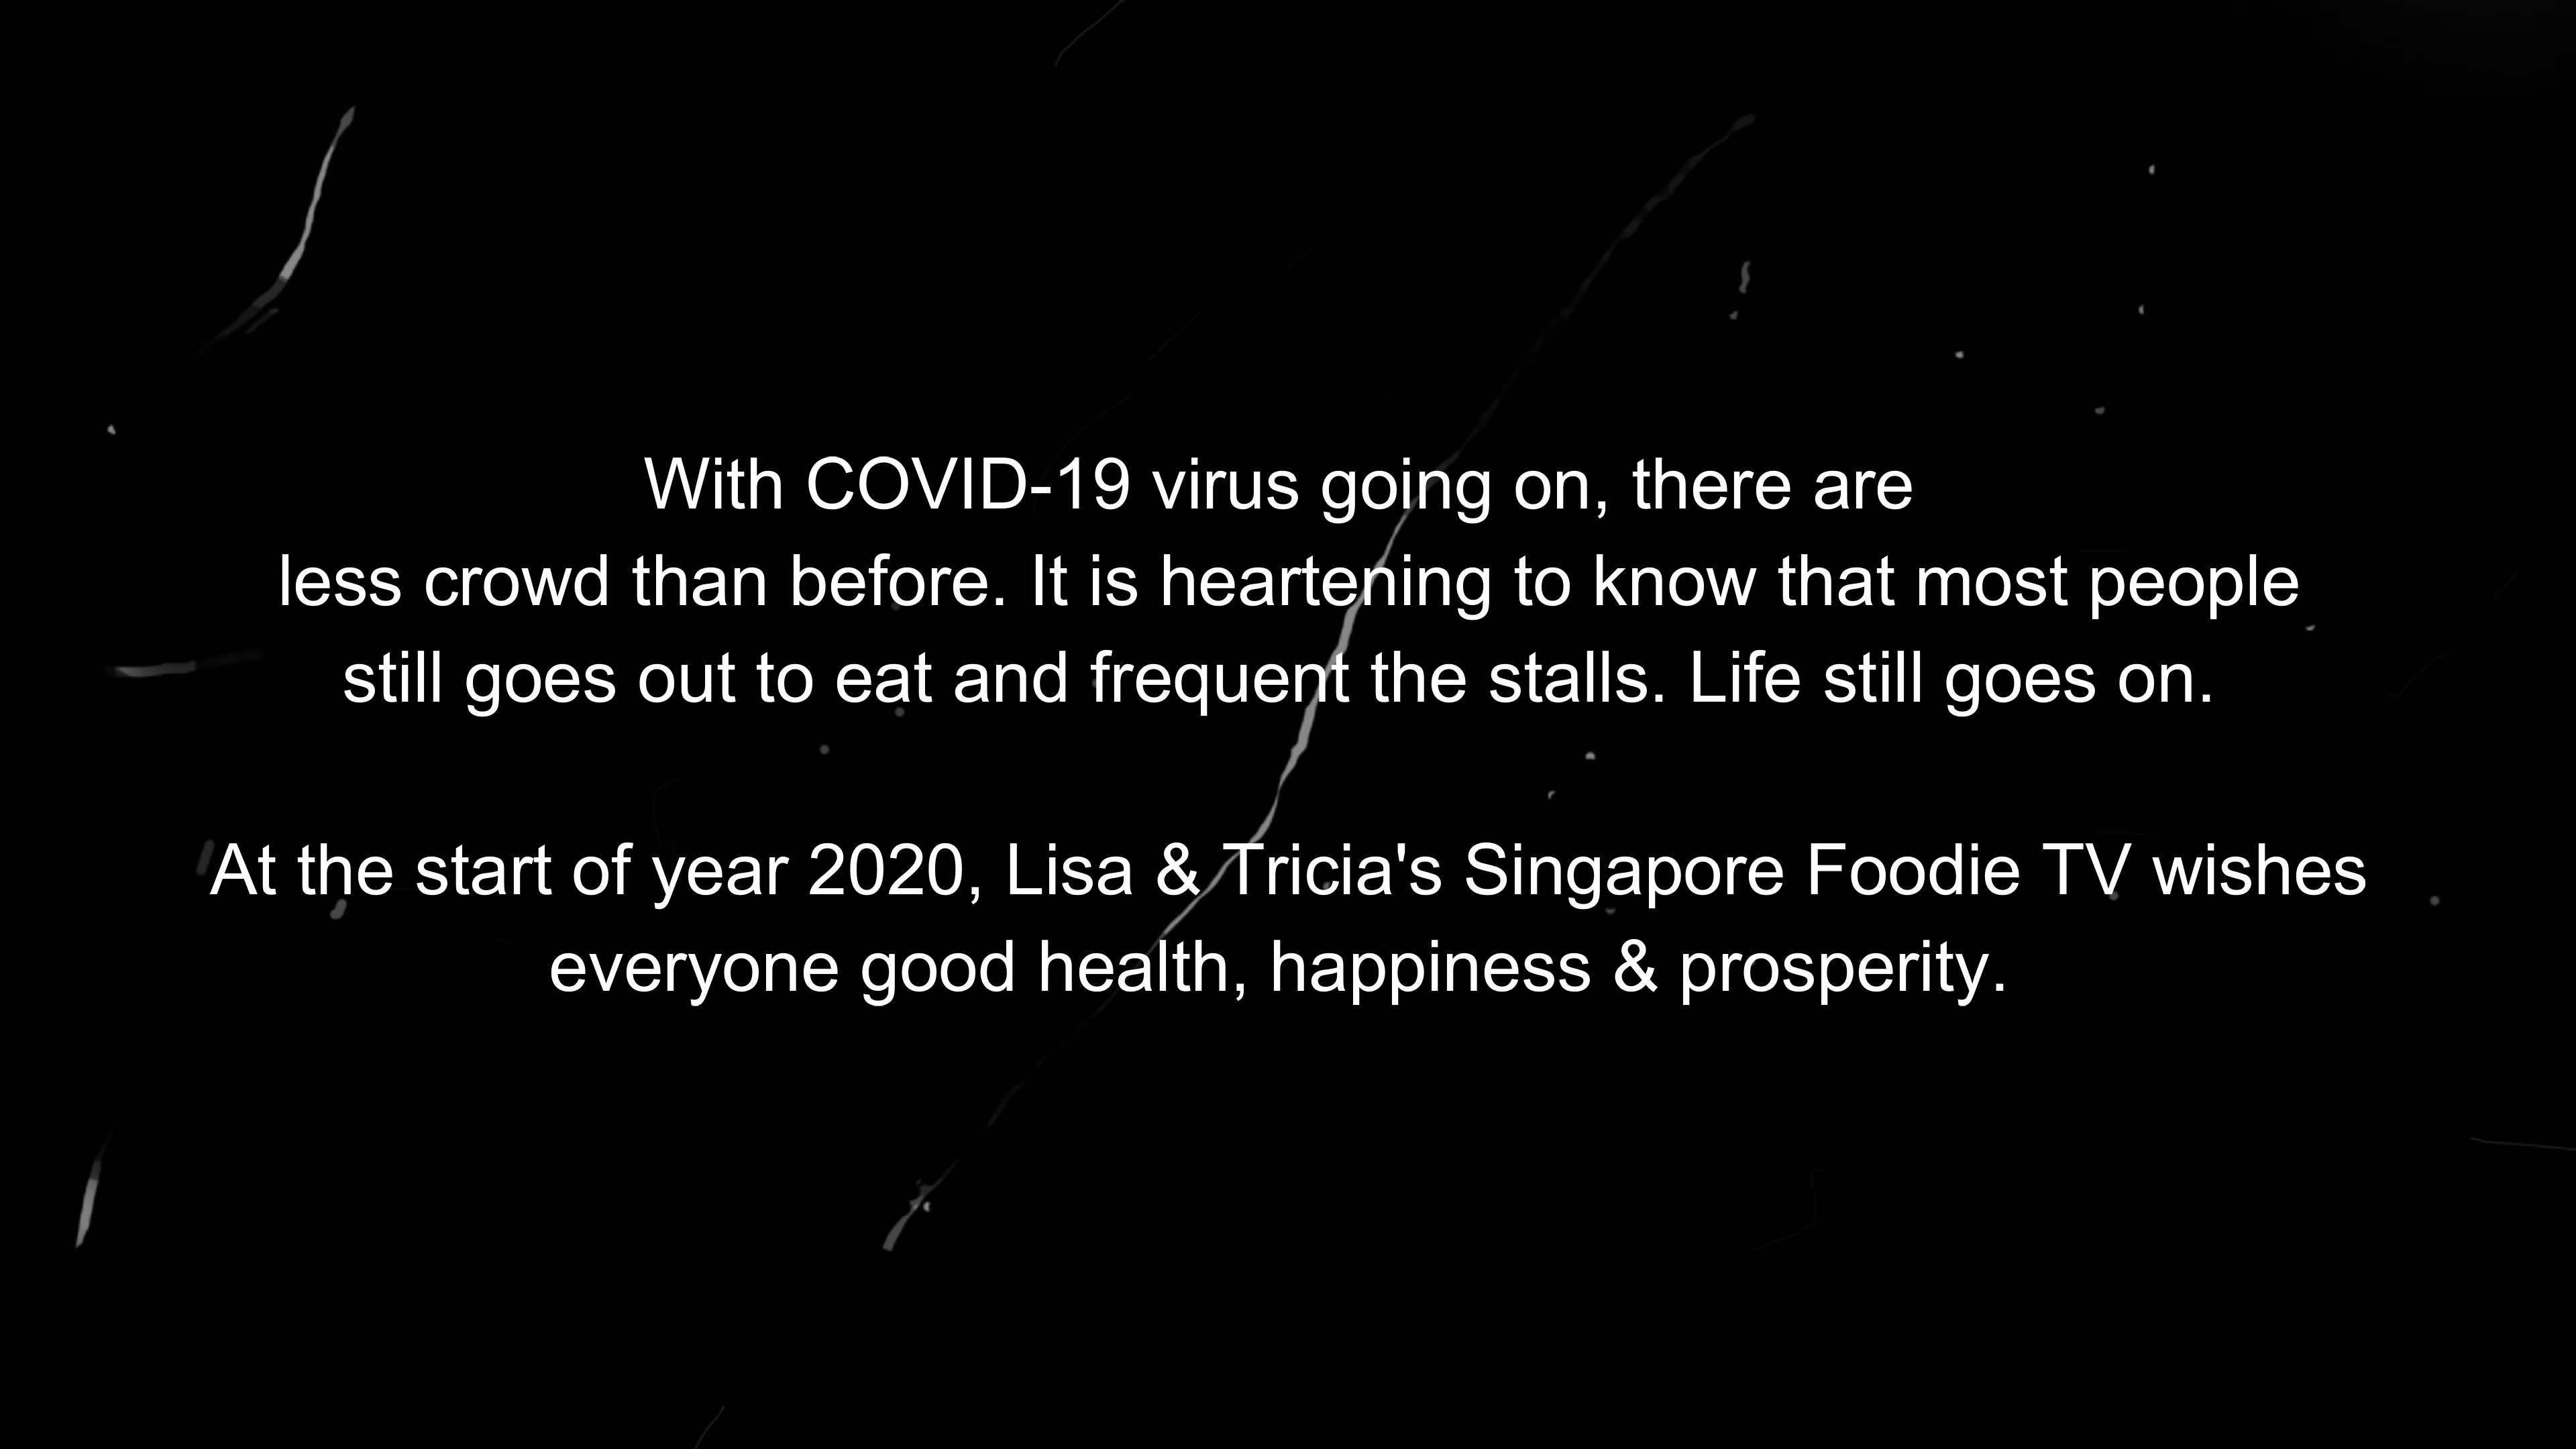 With COVID-19 virus going on, there are
less crowd than before. It is heartening to know that most people
still goes out to eat and frequent the stalls. Life still goes on.
At the start of year 2020, Lisa & Tricia's Singapore Foodie TV wishes
everyone good health, happiness & prosperity.